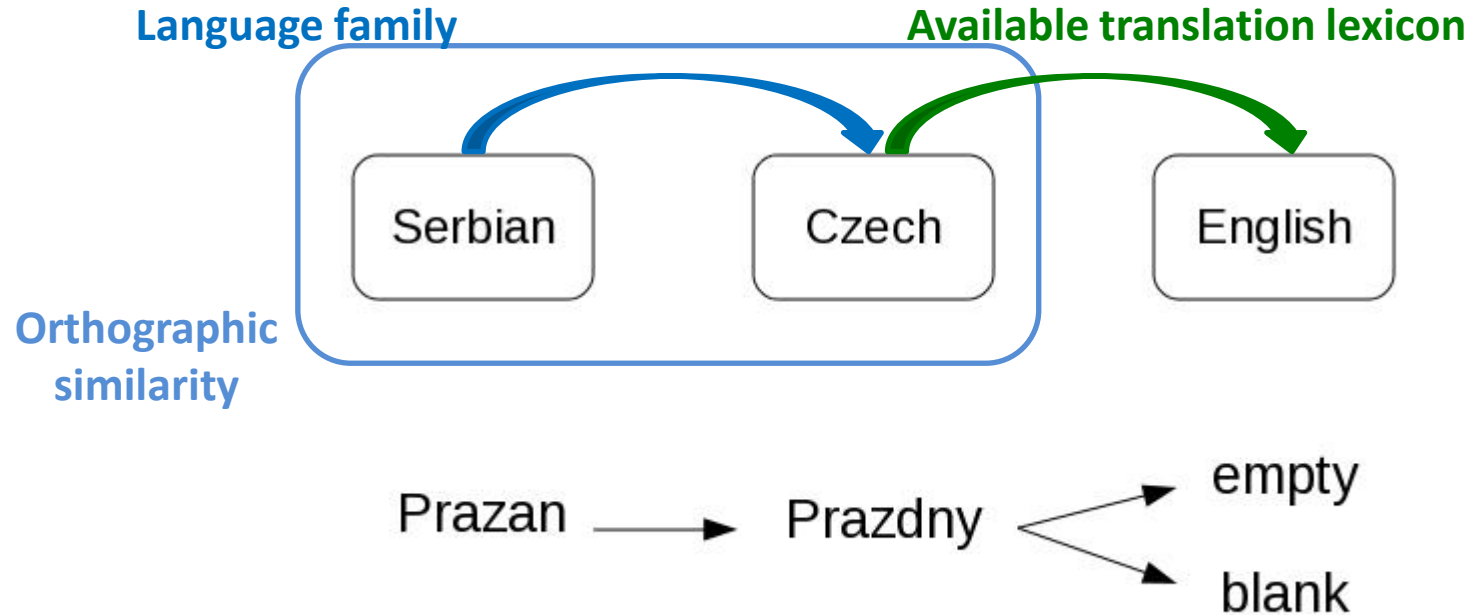 Language family
Available translation lexicon
Serbian
Czech
English
Orthographic
similarity
Prazan
Prazdny
empty
blank